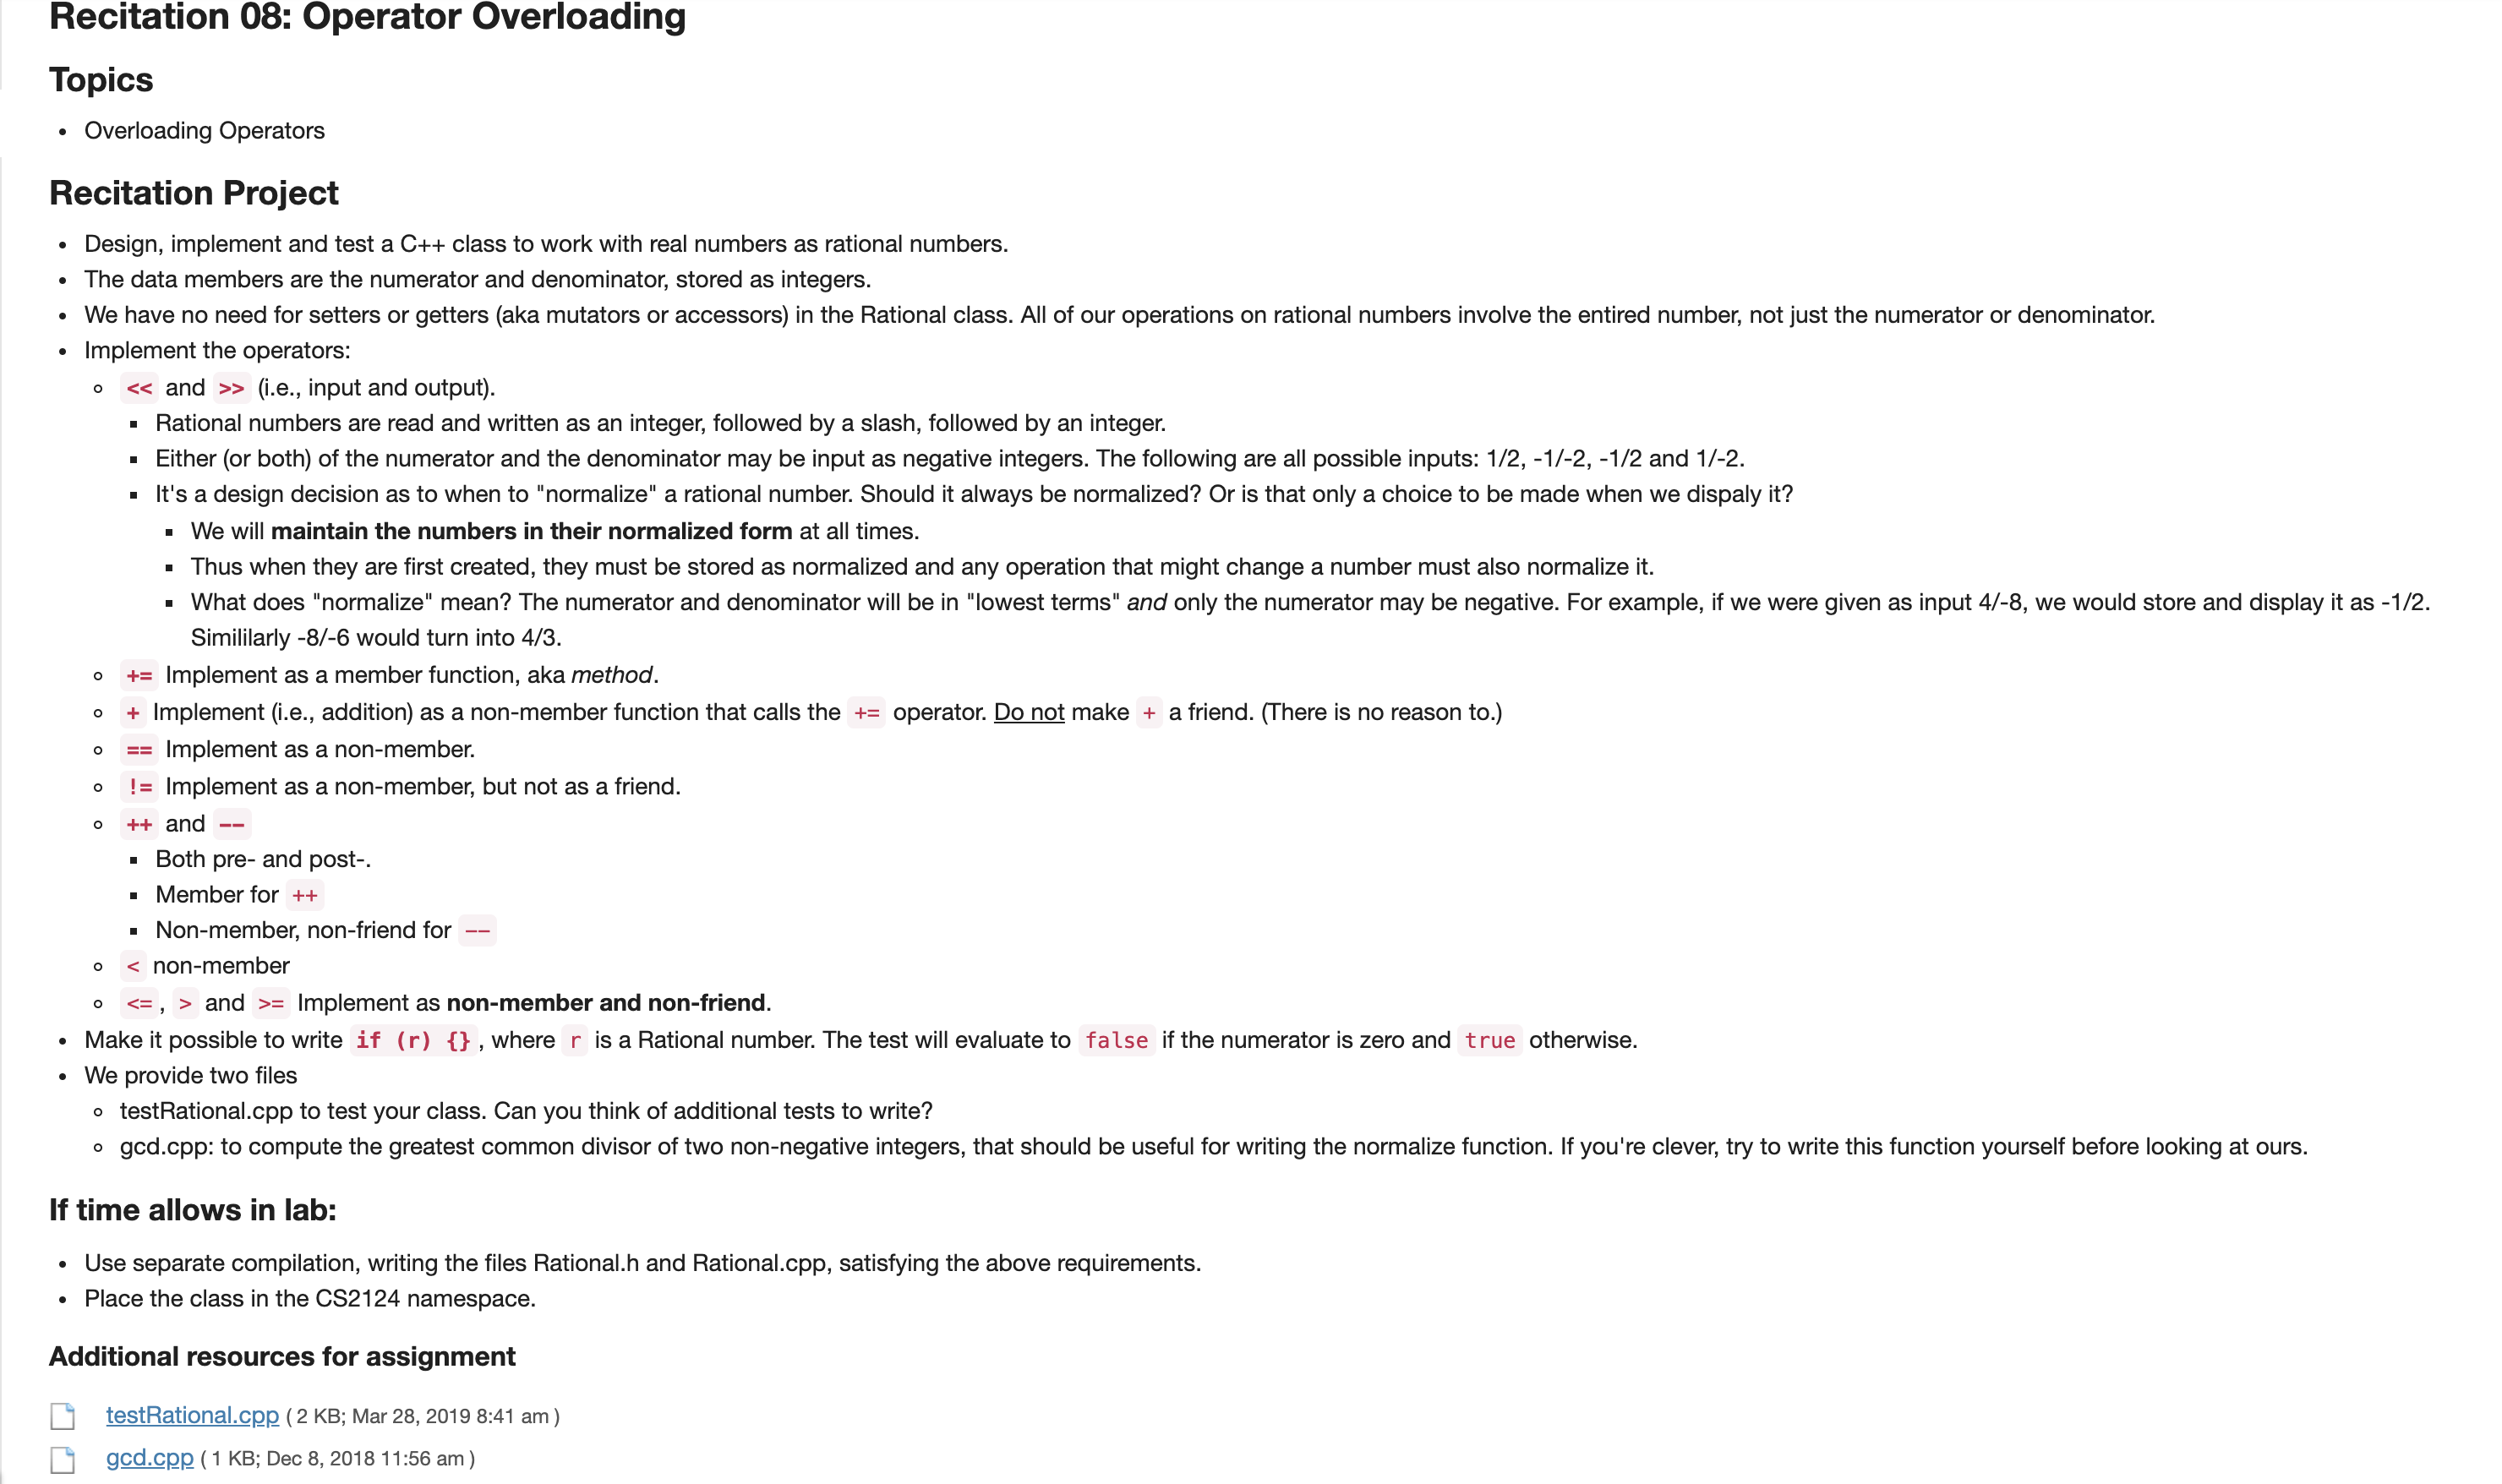 Recitation 08: Operator Overloading
Topics
• Overloading Operators
Recitation Project
• Design, implement and test a C++ class to work with real numbers as rational numbers.
• The data members are the numerator and denominator, stored as integers.
• We have no need for setters or getters (aka mutators or accessors) in the Rational class. All of our operations on rational numbers involve the entired number, not just the numerator or denominator.
• Implement the operators:
◦ << and >> (i.e., input and output).
▪ Rational numbers are read and written as an integer, followed by a slash, followed by an integer.
▪ Either (or both) of the numerator and the denominator may be input as negative integers. The following are all possible inputs: 1/2, -1/-2, -1/2 and 1/-2.
▪ It's a design decision as to when to "normalize" a rational number. Should it always be normalized? Or is that only a choice to be made when we dispaly it?
▪ We will maintain the numbers in their normalized form at all times.
▪ Thus when they are first created, they must be stored as normalized and any operation that might change a number must also normalize it.
▪ What does "normalize" mean? The numerator and denominator will be in "lowest terms" and only the numerator may be negative. For example, if we were given as input 4/-8, we would store and display it as -1/2.
Simililarly -8/-6 would turn into 4/3.
◦ += Implement as a member function, aka method.
◦ + Implement (i.e., addition) as a non-member function that calls the += operator. Do not make + a friend. (There is no reason to.)
◦ == Implement as a non-member.
◦ != Implement as a non-member, but not as a friend.
◦ ++ and --
▪ Both pre- and post-.
▪ Member for ++
▪ Non-member, non-friend for --
◦ < non-member
◦ <=, > and >= Implement as non-member and non-friend.
• Make it possible to write if (r) {}, where r is a Rational number. The test will evaluate to false if the numerator is zero and true otherwise.
• We provide two files
◦ testRational.cpp to test your class. Can you think of additional tests to write?
◦ gcd.cpp: to compute the greatest common divisor of two non-negative integers, that should be useful for writing the normalize function. If you're clever, try to write this function yourself before looking at ours.
If time allows in lab:
• Use separate compilation, writing the files Rational.h and Rational.cpp, satisfying the above requirements.
• Place the class in the CS2124 namespace.
Additional resources for assignment
testRational.cpp ( 2 KB; Mar 28, 2019 8:41 am )
gcd.cpp ( 1 KB; Dec 8, 2018 11:56 am )